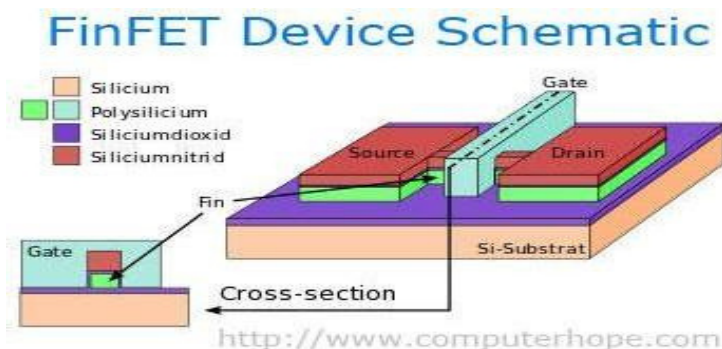 FinFET Device Schematic
Silicium
Polysilicium
Siliciumdioxid
Siliciumnitrid
Gate
Source
Drain
Fin
Gate
Si-Substrat
Cross-section
http://www.computerhope.com